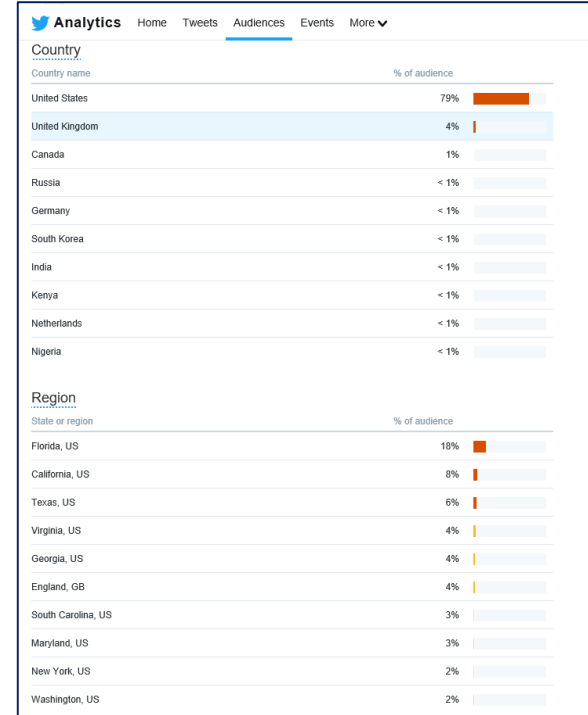 Analytics Home Tweets Audiences Events More
Country
Country name % of audience
United States 79%
United Kingdom 4%
Canada 1%
Russia < 1%
Germany < 1%
South Korea < 1%
India < 1%
Kenya < 1%
Netherlands < 1%
Nigeria < 1%
Region
State or region % of audience
Florida, US 18%
California, US 8%
Texas, US 6%
Virginia, US 4%
Georgia, US 4%
England, GB 4%
South Carolina, US 3%
Maryland, US 3%
New York, US 2%
Washington, US 2%